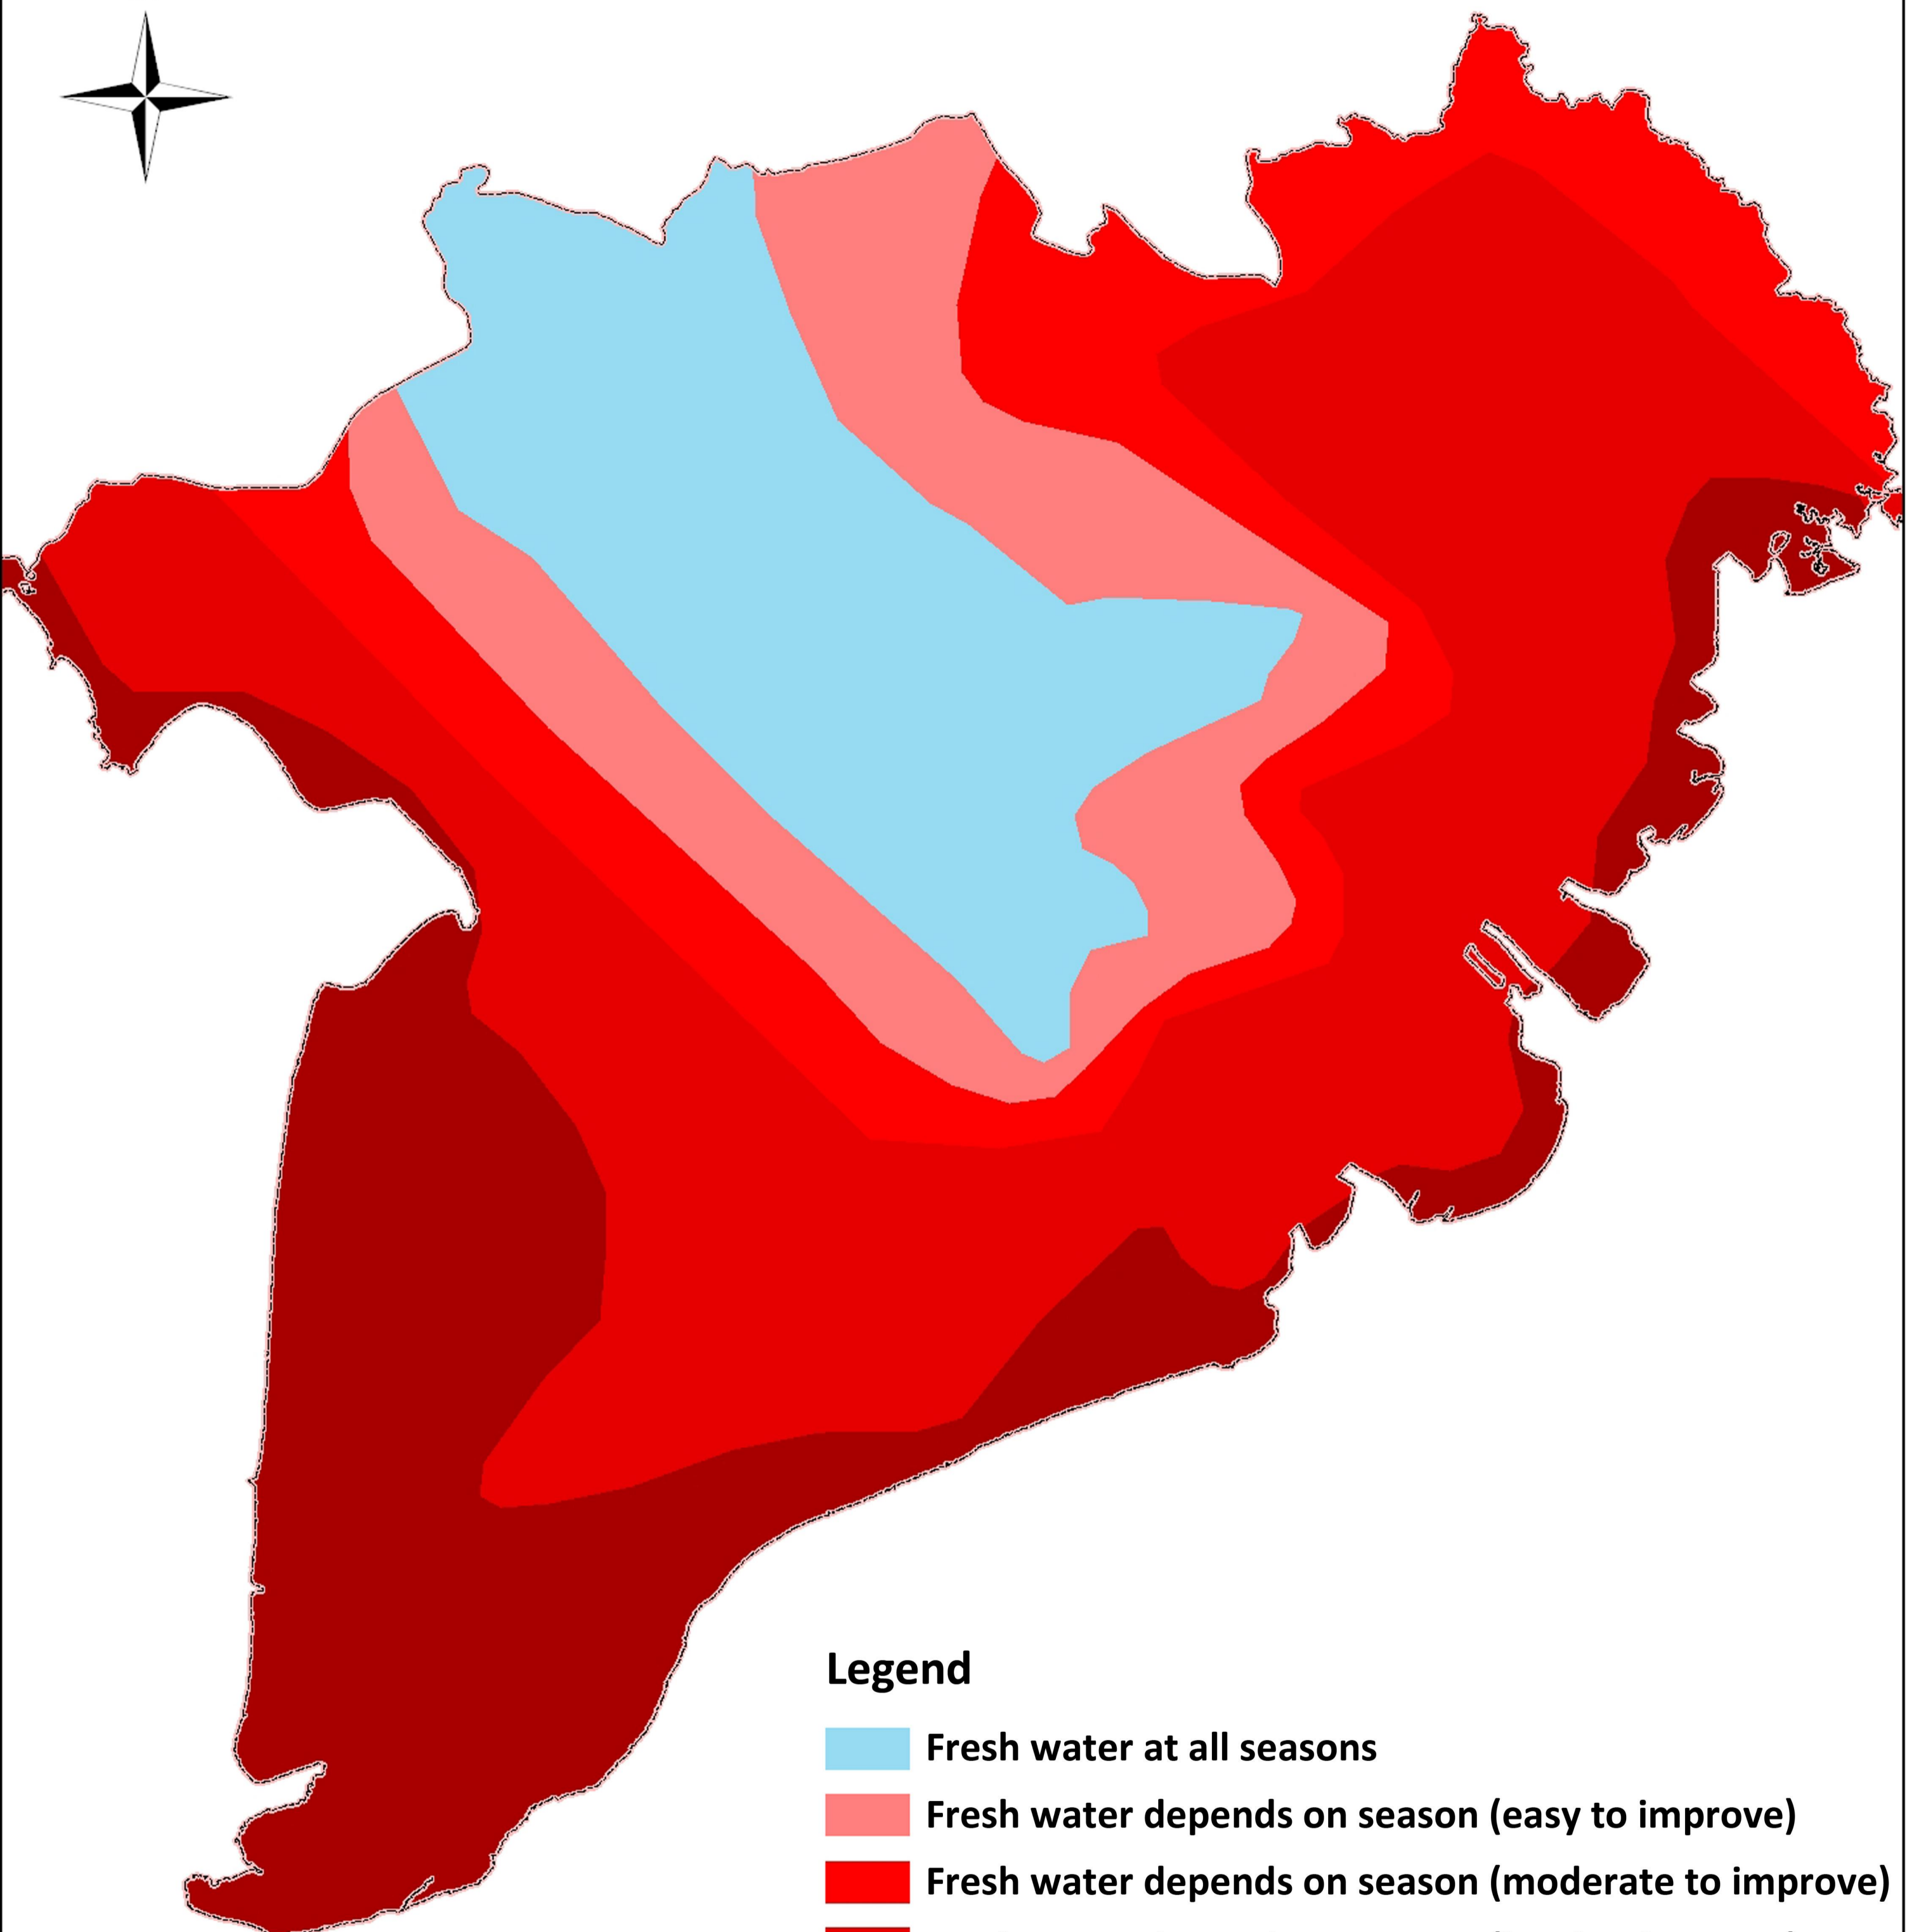 Legend
Fresh water at all seasons
Fresh water depends on season (easy to improve)
Fresh water depends on season (moderate to improve)